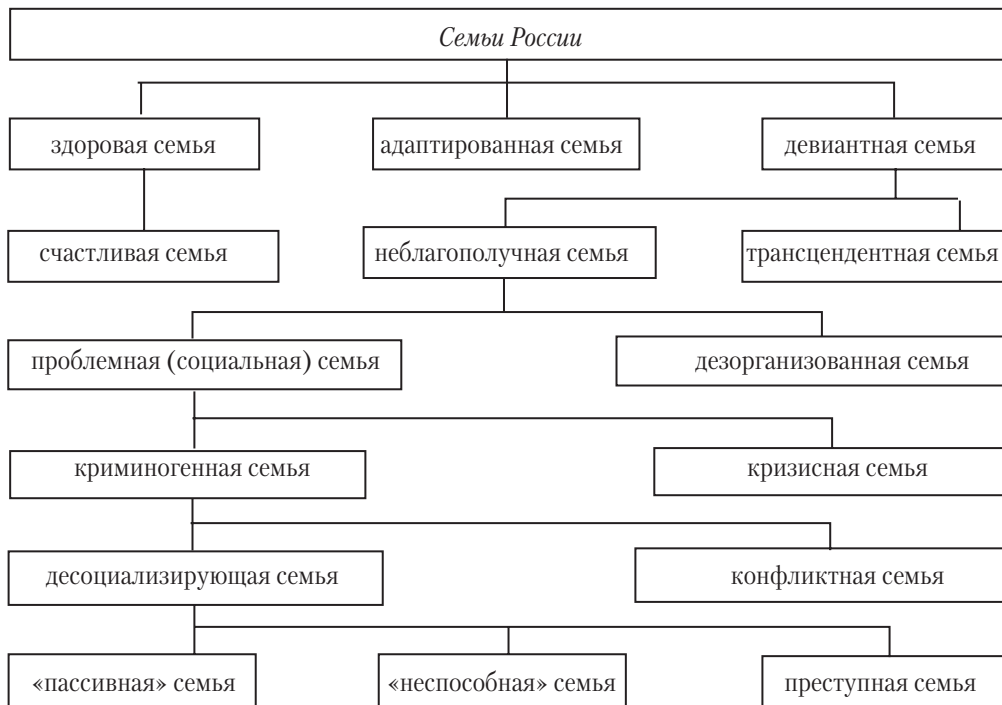 Семьи России
здоровая семья
адаптированная семья
девиантная семья
счастливая семья
неблагополучная семья
трансцендентная семья
проблемная (социальная) семья
дезорганизованная семья
криминогенная семья
кризисная семья
десоциализирующая семья
конфликтная семья
«пассивная» семья
«неспособная» семья
преступная семья